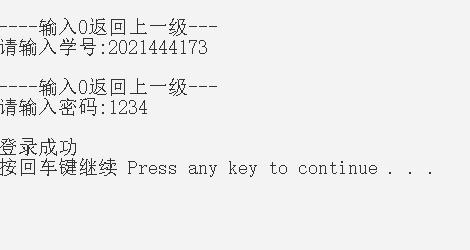 ----输入0返回上一级---
请输入学号:2021444173
----输入0返回上一级---
请输入密码:1234
登录成功
按回车键继续 Press any key to continue . . .